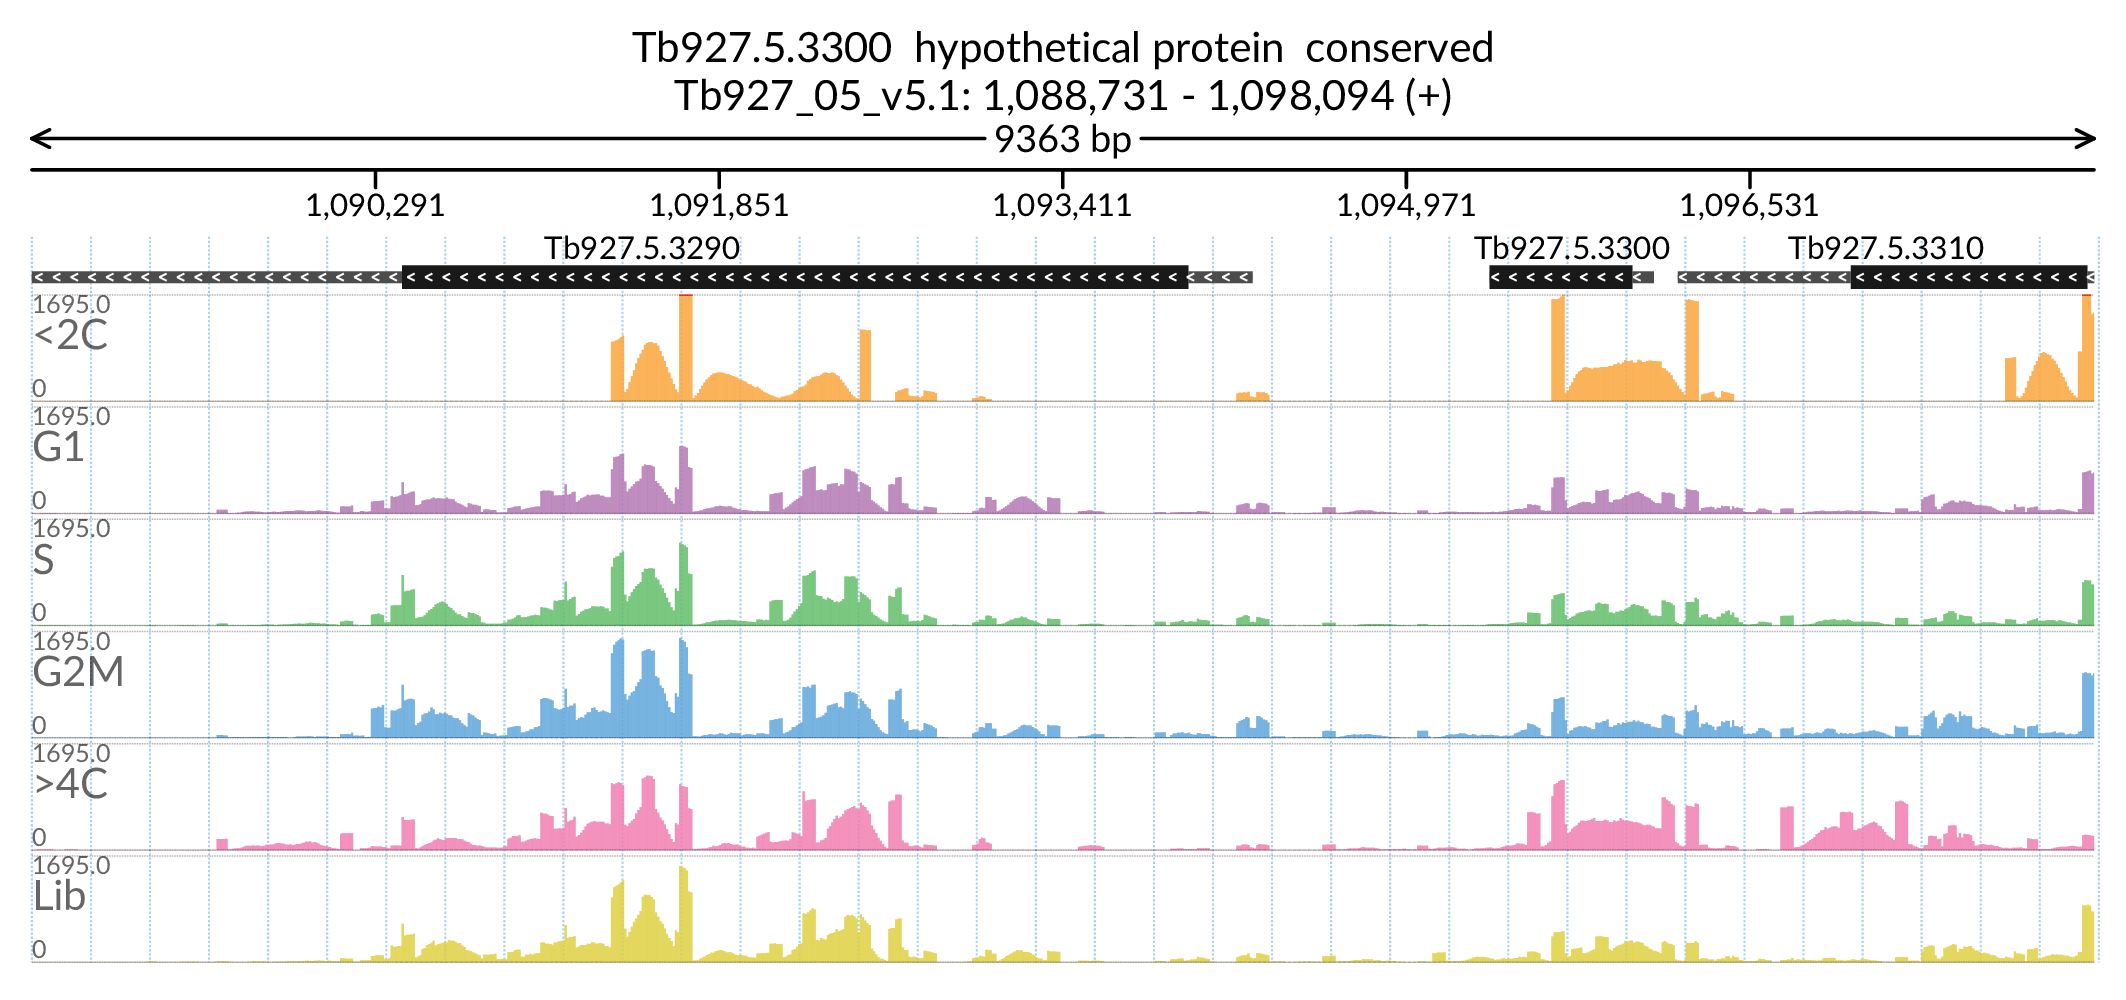 Tb927.5.3300  hypothetical protein  conserved
Tb927_05_v5.1: 1,088,731 - 1,098,094 (+)
9363 bp
1,090,291 1,091,851 1,093,411 1,094,971 1,096,531
Tb927.5.3290 Tb927.5.3300 Tb927.5.3310
1695.0
<2C
0
1695.0
G1
0
1695.0
S
0
1695.0
G2M
0
1695.0
>4C
0
1695.0
Lib
0